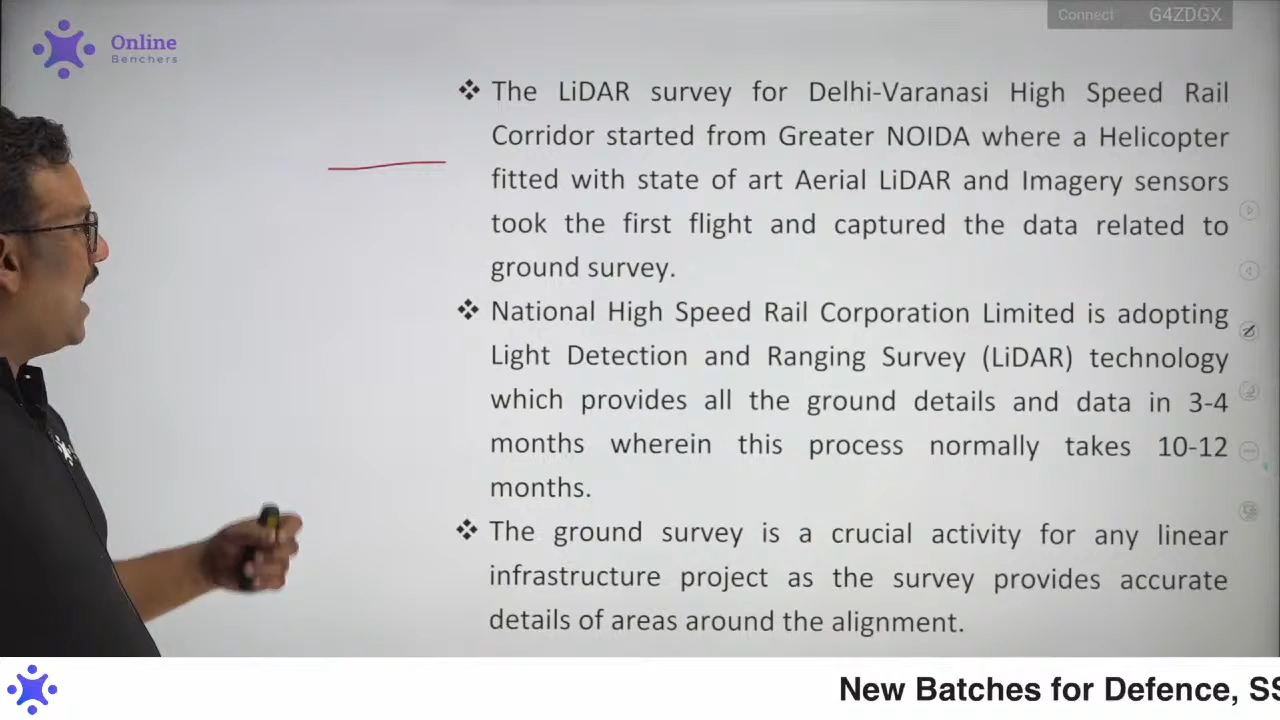 Online
Benchers
Connect G4ZDGX
❖ The LiDAR survey for Delhi-Varanasi High Speed Rail
Corridor started from Greater NOIDA where a Helicopter
fitted with state of art Aerial LiDAR and Imagery sensors
took the first flight and captured the data related to
ground survey.
❖ National High Speed Rail Corporation Limited is adopting
Light Detection and Ranging Survey (LiDAR) technology
which provides all the ground details and data in 3-4
months wherein this process normally takes 10-12
months.
❖ The ground survey is a crucial activity for any linear
infrastructure project as the survey provides accurate
details of areas around the alignment.
New Batches for Defence, SS